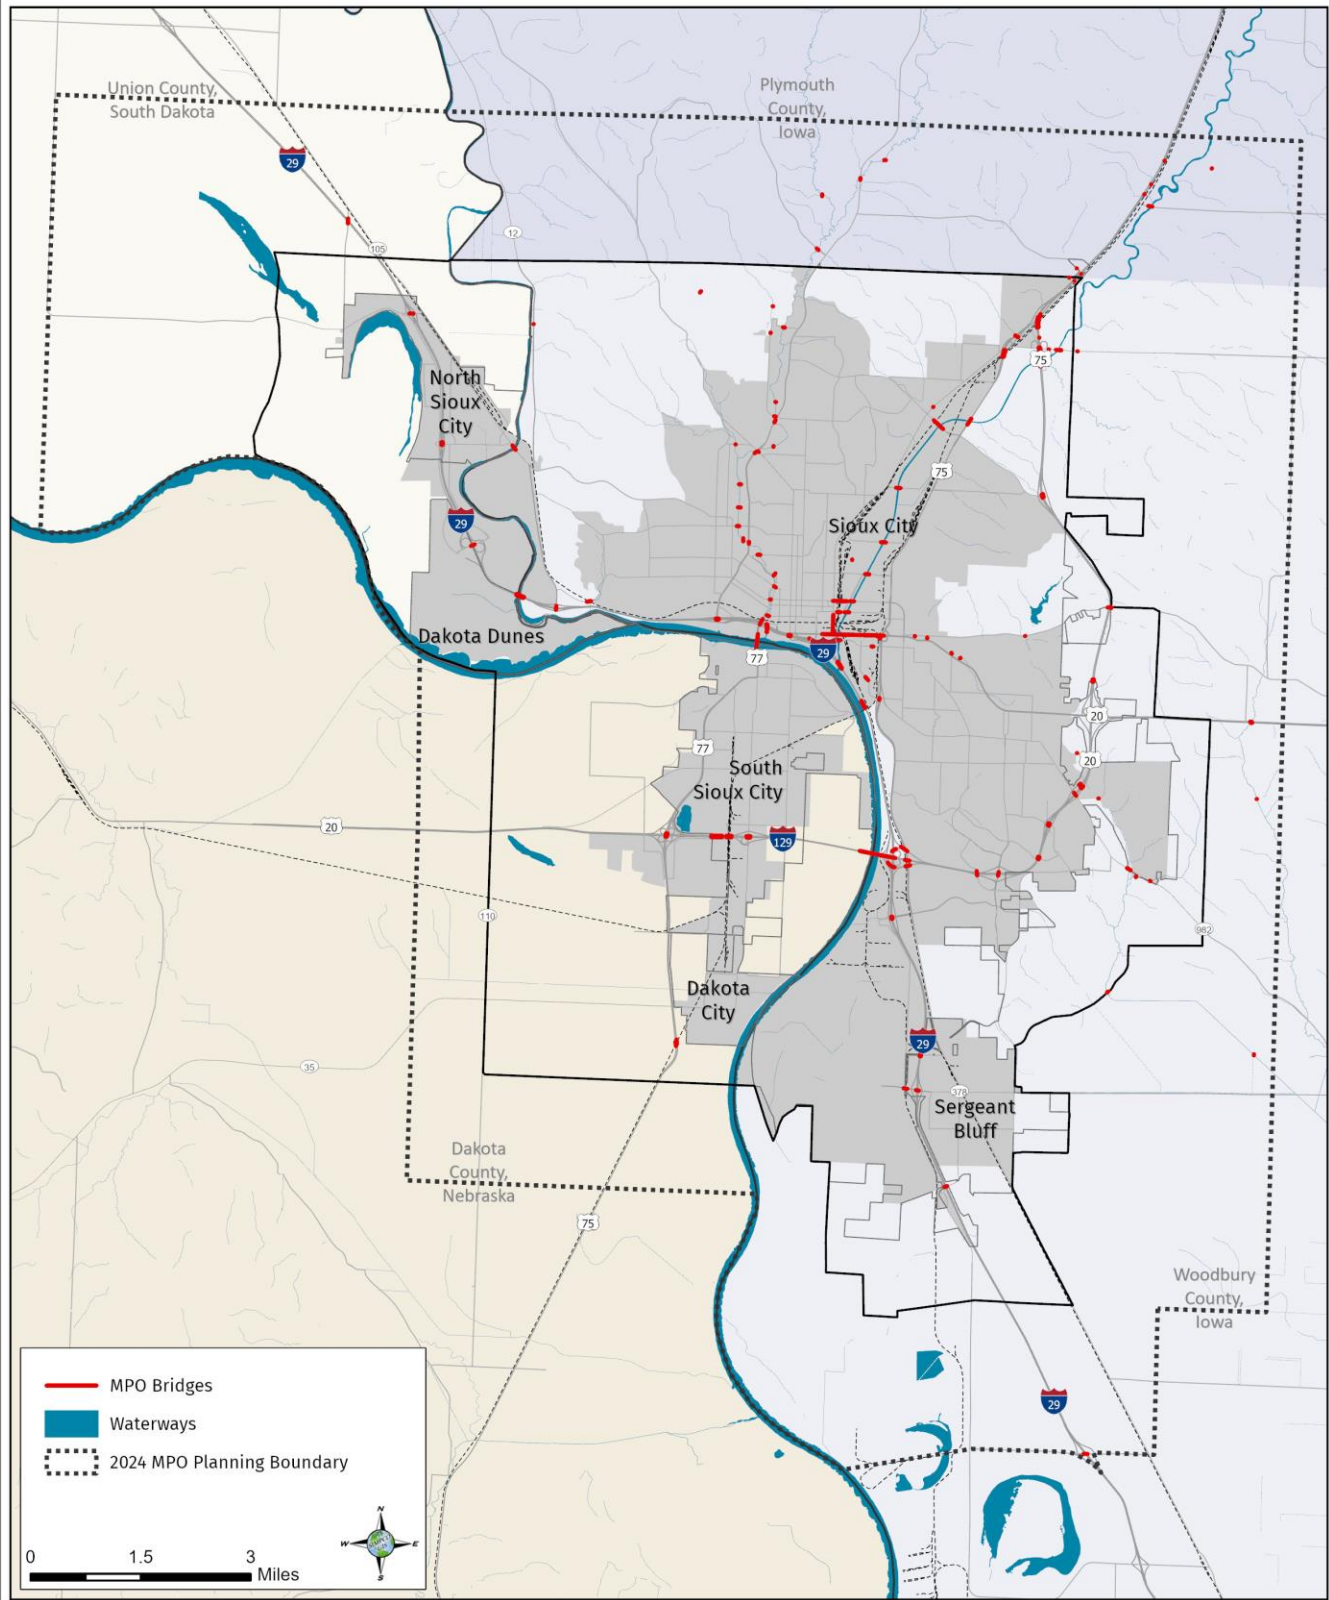 Union County,
South Dakota
Plymouth
County,
Iowa
29
105
12
North
Sioux
City
75
75
29
Sioux City
Dakota Dunes
29
77
77
20
20
South
Sioux City
20
129
110
982
Dakota
City
29
35
378
Sergeant
Bluff
Dakota
County,
Nebraska
75
Woodbury
County,
Iowa
29
MPO Bridges
Waterways
2024 MPO Planning Boundary
N
W
E
S
0 1.5 3
Miles